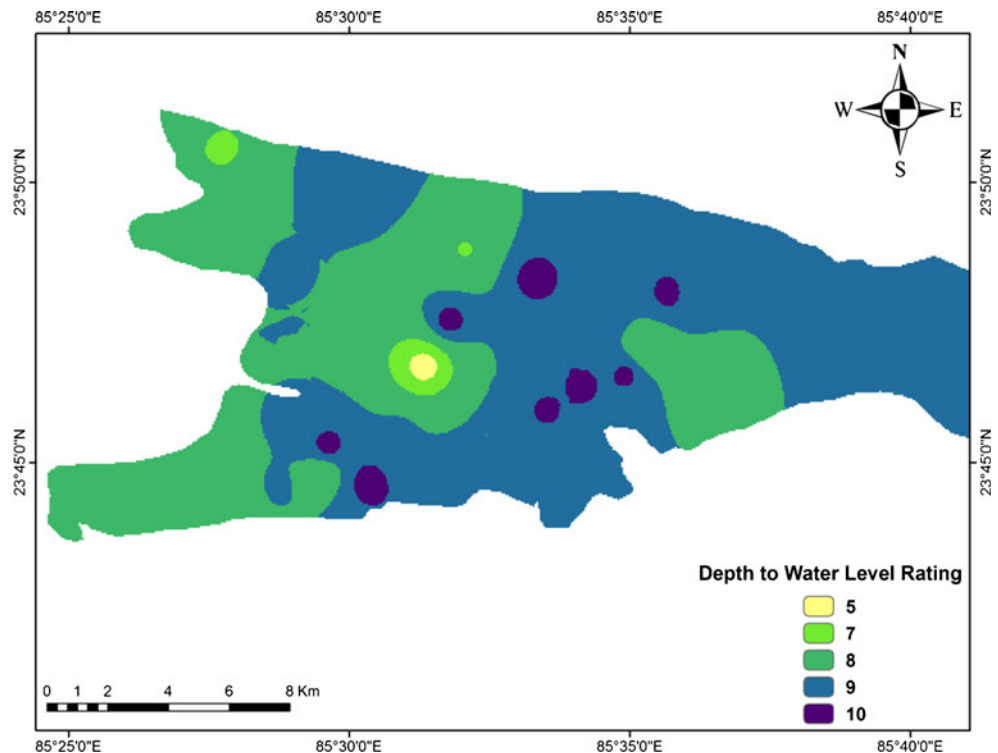 85°25'0"E 85°30'0"E 85°35'0"E 85°40'0"E
N
W E
S
23°50'0"N 23°50'0"N
23°45'0"N 23°45'0"N
Depth to Water Level Rating
5
7
8
9
10
0 1 2 4 6 8 Km
85°25'0"E 85°30'0"E 85°35'0"E 85°40'0"E